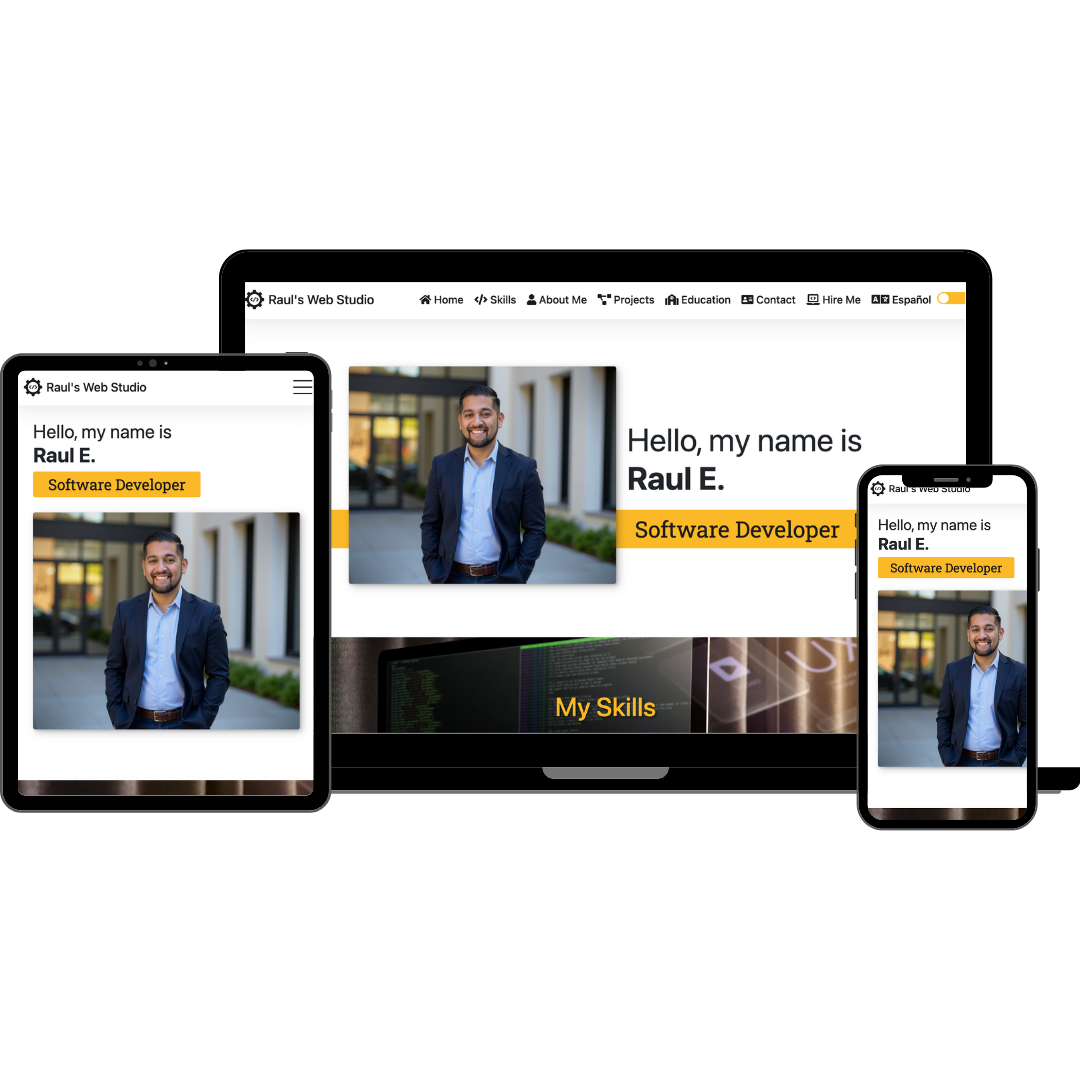 Raul's Web Studio
Home Skills About Me Projects Education Contact Hire Me Español
Hello, my name is
Raul E.
Software Developer
My Skills
UX
Raul's Web Studio
Hello, my name is
Raul E.
Software Developer
Raul's Web Studio
Hello, my name is
Raul E.
Software Developer